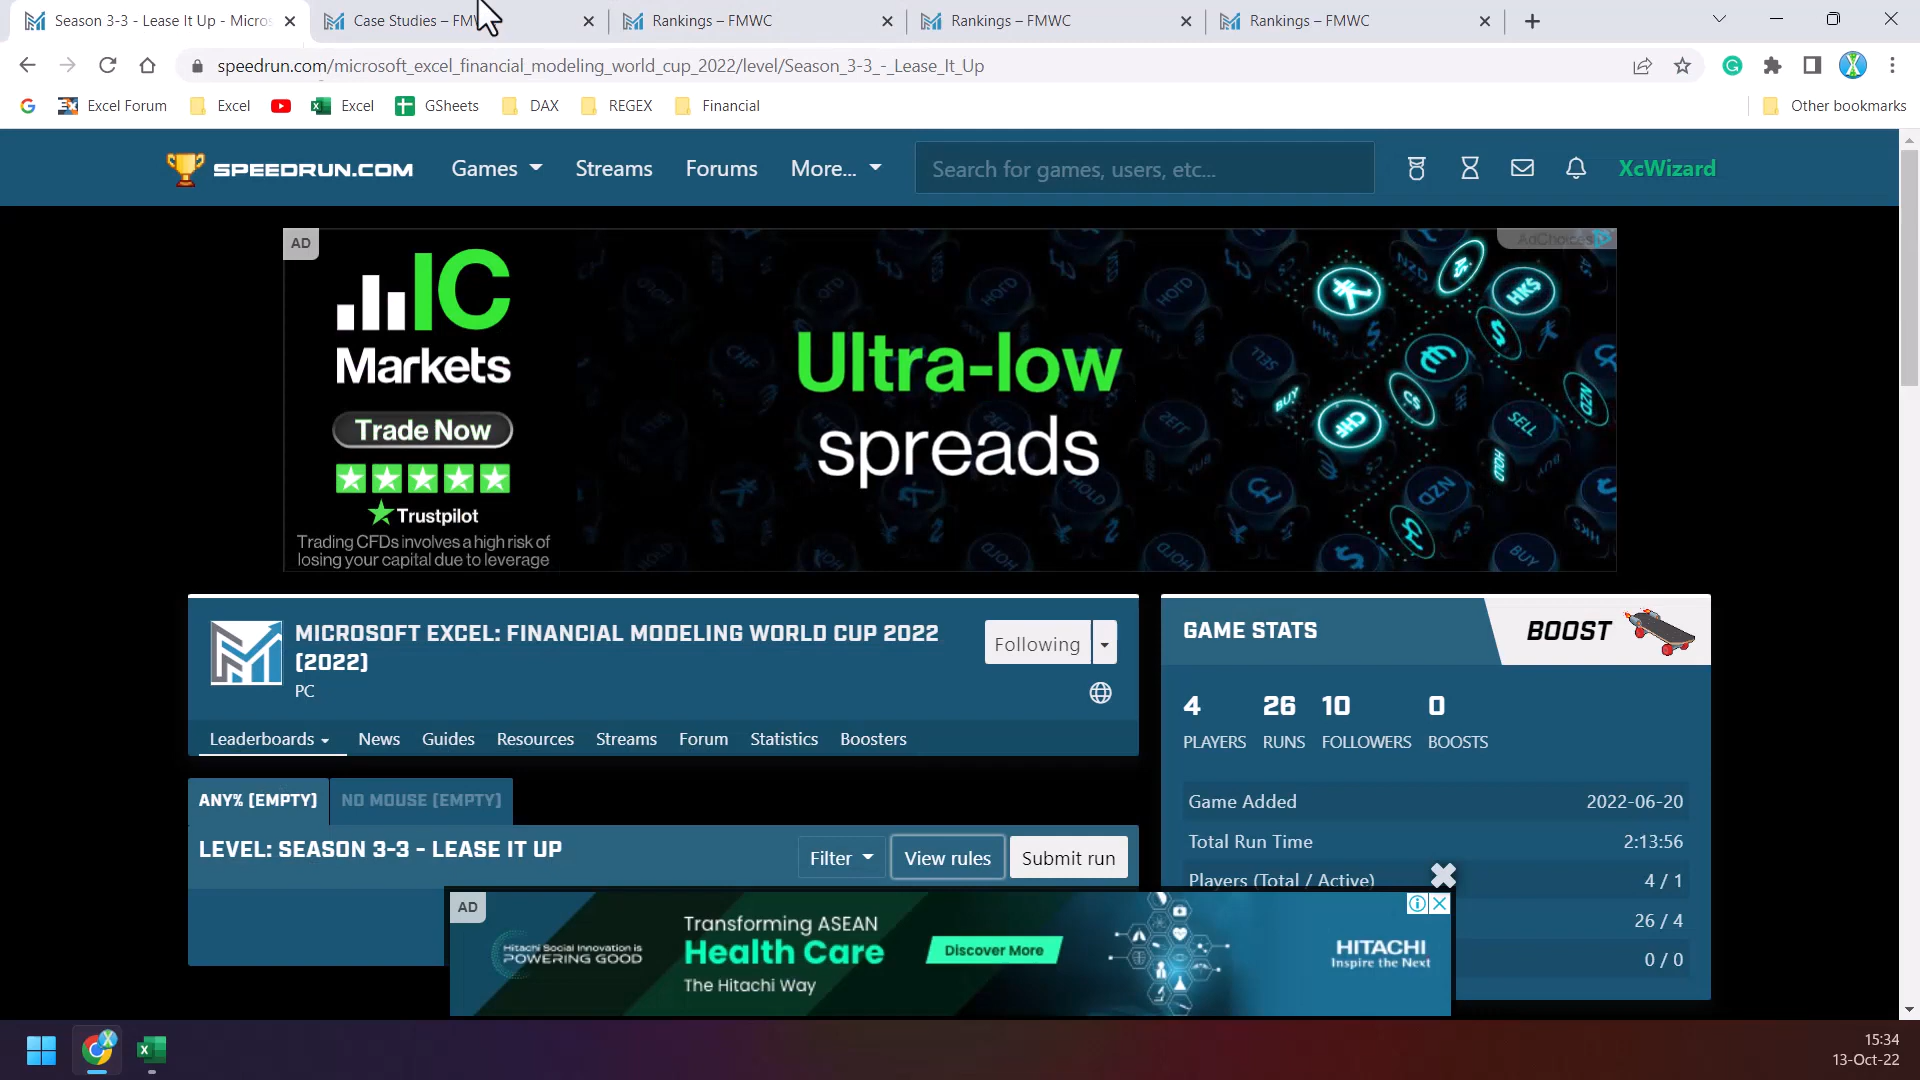 Season 3-3 - Lease It Up - Micros
Case Studies – FM
Rankings – FMWC
Rankings – FMWC
Rankings – FMWC
speedrun.com/microsoft_excel_financial_modeling_world_cup_2022/level/Season_3-3_-_Lease_It_Up
Excel Forum
Excel
Excel
GSheets
DAX
REGEX
Financial
Other bookmarks
SPEEDRUN.COM
Games
Streams
Forums
More...
Search for games, users, etc...
XcWizard
AD
AdChoices
IC
Markets
Trade Now
Trustpilot
Trading CFDs involves a high risk of
losing your capital due to leverage
Ultra-low
spreads
MICROSOFT EXCEL: FINANCIAL MODELING WORLD CUP 2022
(2022)
PC
Following
Leaderboards
News
Guides
Resources
Streams
Forum
Statistics
Boosters
ANY% (EMPTY)
NO MOUSE (EMPTY)
LEVEL: SEASON 3-3 - LEASE IT UP
Filter
View rules
Submit run
GAME STATS
BOOST
4 26 10 0
PLAYERS RUNS FOLLOWERS BOOSTS
Game Added 2022-06-20
Total Run Time 2:13:56
Players (Total / Active) 4 / 1
26 / 4
0 / 0
AD
Hitachi Social Innovation is
POWERING GOOD
Transforming ASEAN
Health Care
The Hitachi Way
Discover More
HITACHI
Inspire the Next
15:34
13-Oct-22